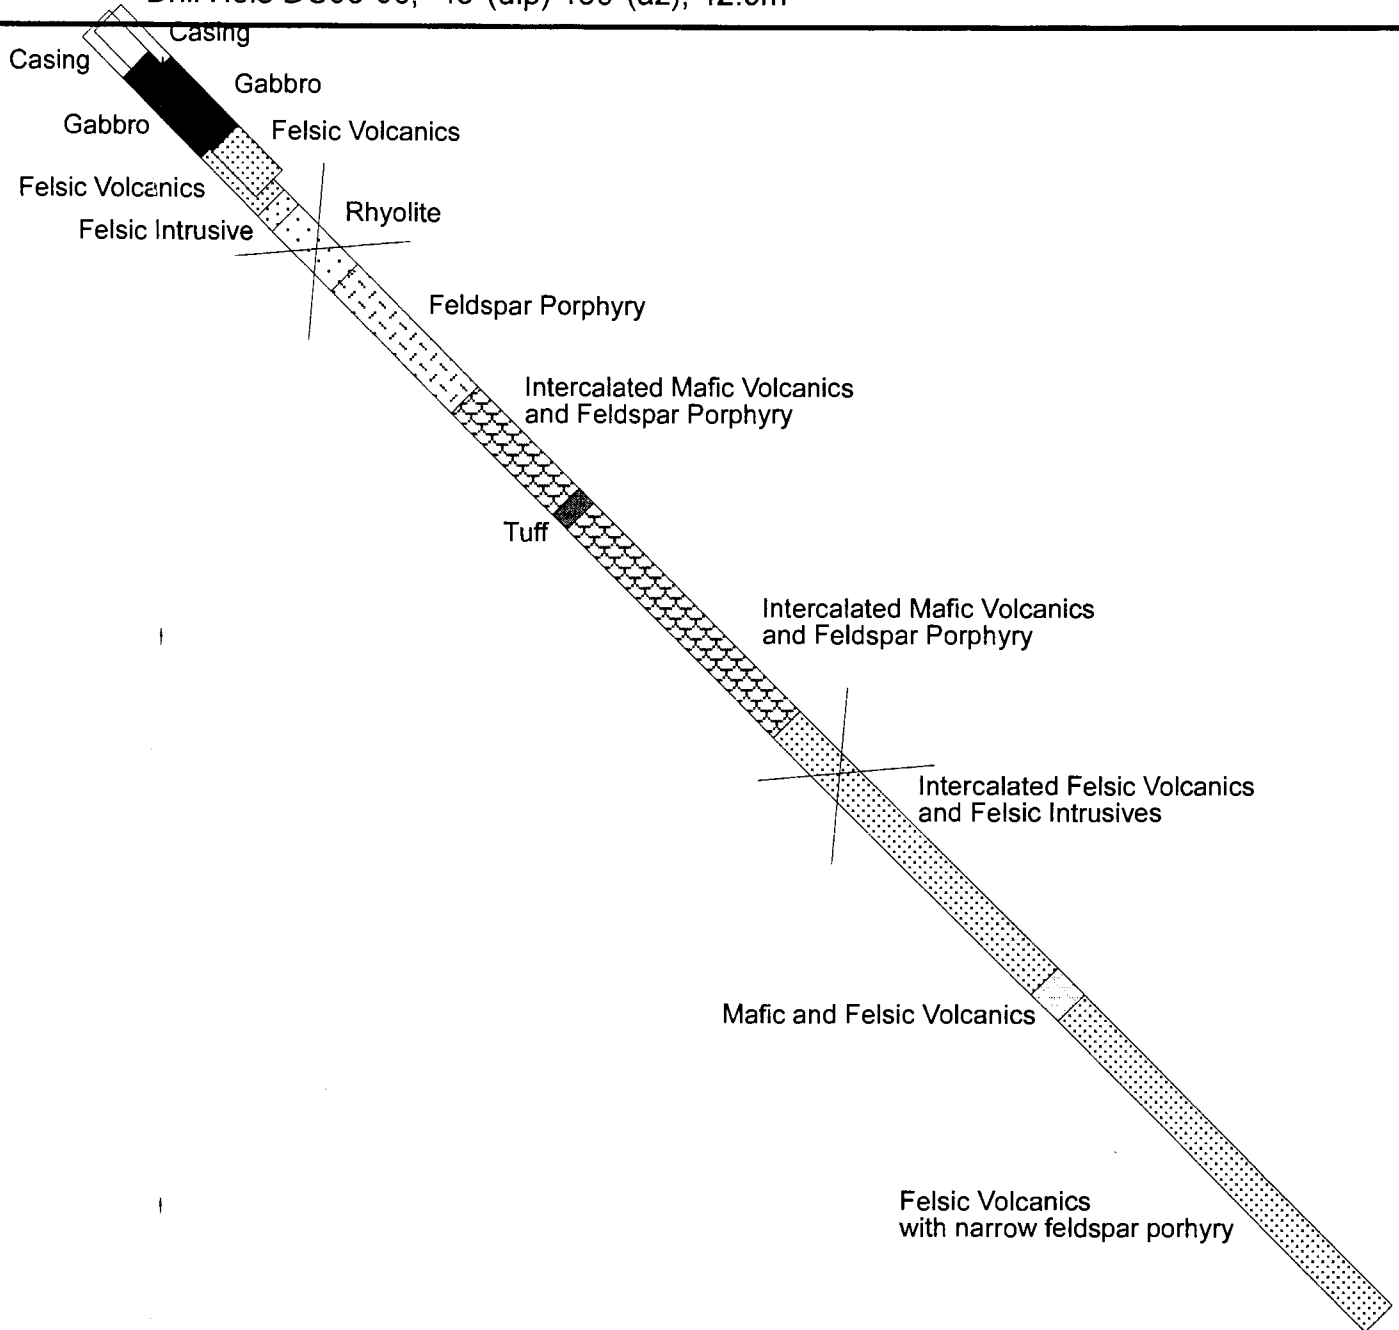 Casing
Casing
Gabbro
Gabbro
Felsic Volcanics
Felsic Volcanics
Rhyolite
Felsic Intrusive
Feldspar Porphyry
Intercalated Mafic Volcanics
and Feldspar Porphyry
Tuff
Intercalated Mafic Volcanics
and Feldspar Porphyry
Intercalated Felsic Volcanics
and Felsic Intrusives
Mafic and Felsic Volcanics
Felsic Volcanics
with narrow feldspar porhyry